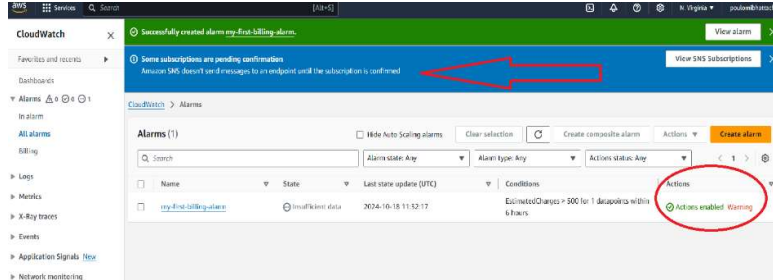 aws
Services
Search
[Alt+S]
N. Virginia
CloudWatch
Successfully created alarm my-first-billing-alarm.
View alarm
Favorites and recents
Some subscriptions are pending confirmation
Amazon SNS doesn't send messages to an endpoint until the subscription is confirmed
View SNS Subscriptions
Dashboards
Alarms 0 0 1
In alarm
All alarms
Billing
Logs
Metrics
X-Ray traces
Events
Application Signals New
Network monitoring
CloudWatch > Alarms
Alarms (1)
Hide Auto Scaling alarms
Clear selection
Create composite alarm
Actions
Create alarm
Search
Alarm state: Any
Alarm type: Any
Actions status: Any
1
Name
State
Last state update (UTC)
Conditions
Actions
my-first-billing-alarm
Insufficient data
2024-10-18 11:52:17
EstimatedCharges > 500 for 1 datapoints within
6 hours
Actions enabled Warning